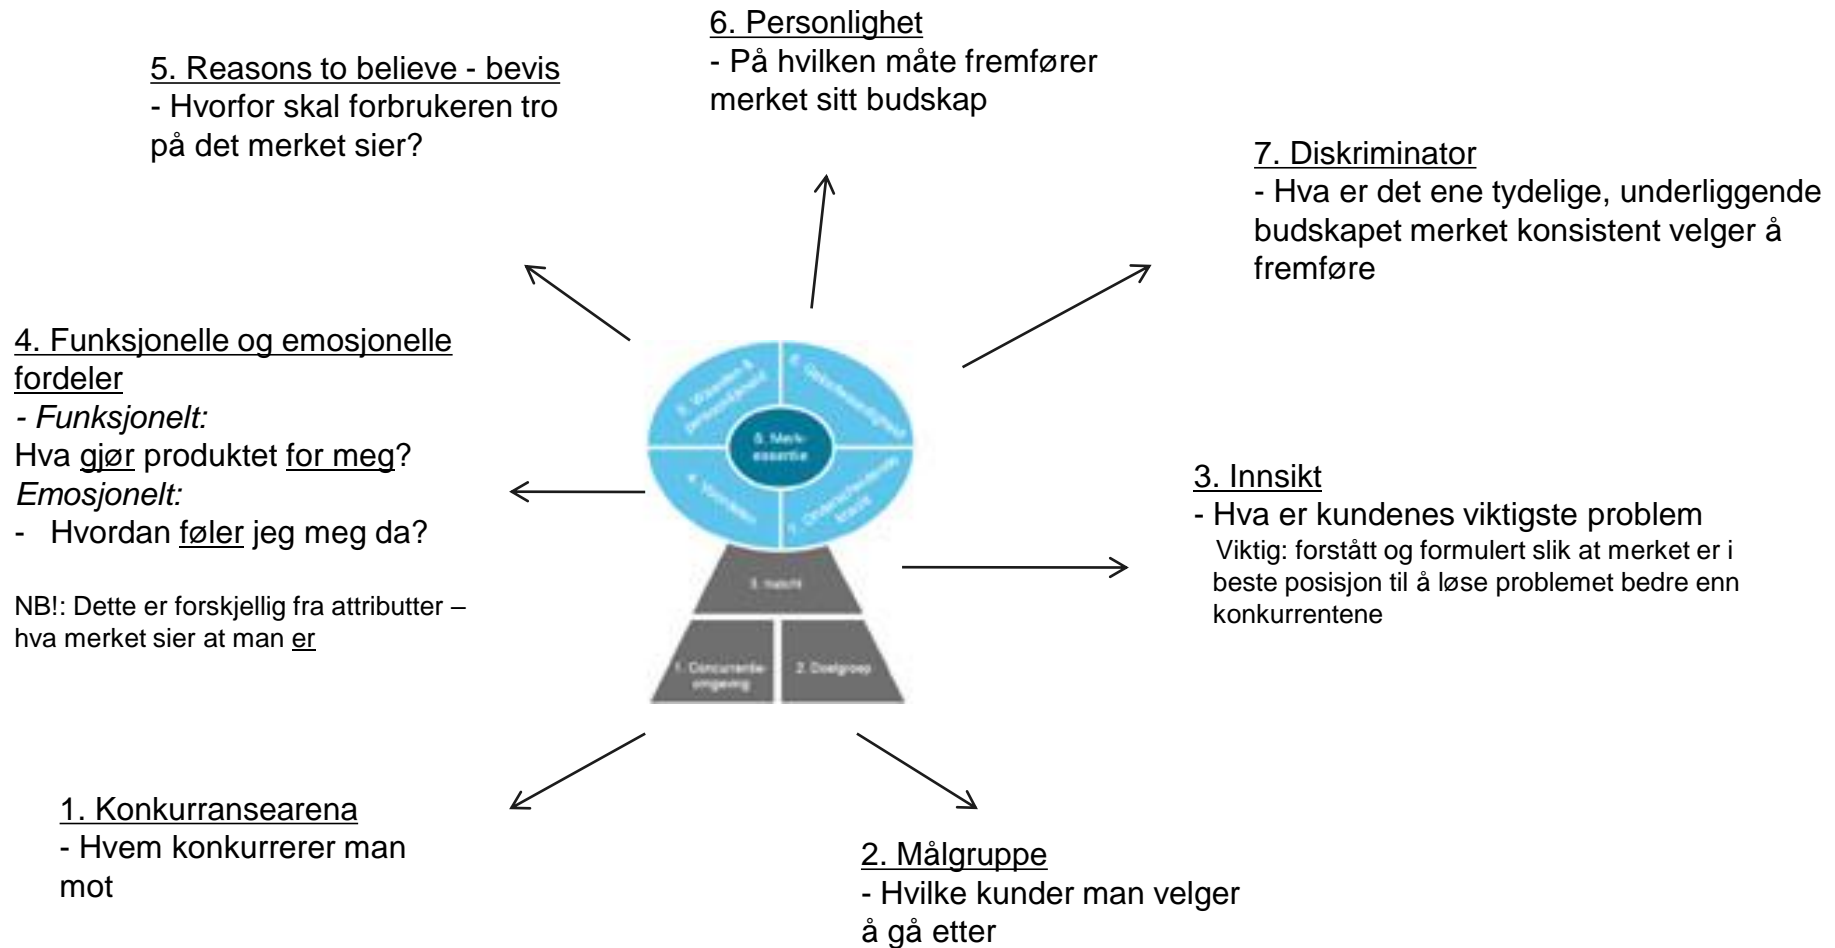 6. Personlighet
- På hvilken måte fremfører
merket sitt budskap
5. Reasons to believe - bevis
- Hvorfor skal forbrukeren tro
på det merket sier?
7. Diskriminator
- Hva er det ene tydelige, underliggende
budskapet merket konsistent velger å
fremføre
4. Funksjonelle og emosjonelle
fordeler
- Funksjonelt:
Hva gjør produktet for meg?
Emosjonelt:
- Hvordan føler jeg meg da?
NB!: Dette er forskjellig fra attributter –
hva merket sier at man er
3. Innsikt
- Hva er kundenes viktigste problem
Viktig: forstått og formulert slik at merket er i
beste posisjon til å løse problemet bedre enn
konkurrentene
8. Merk-
essentie
4. Voordelen
1. Concurrentie-
omgeving
2. Doelgroep
1. Konkurransearena
- Hvem konkurrerer man
mot
2. Målgruppe
- Hvilke kunder man velger
å gå etter